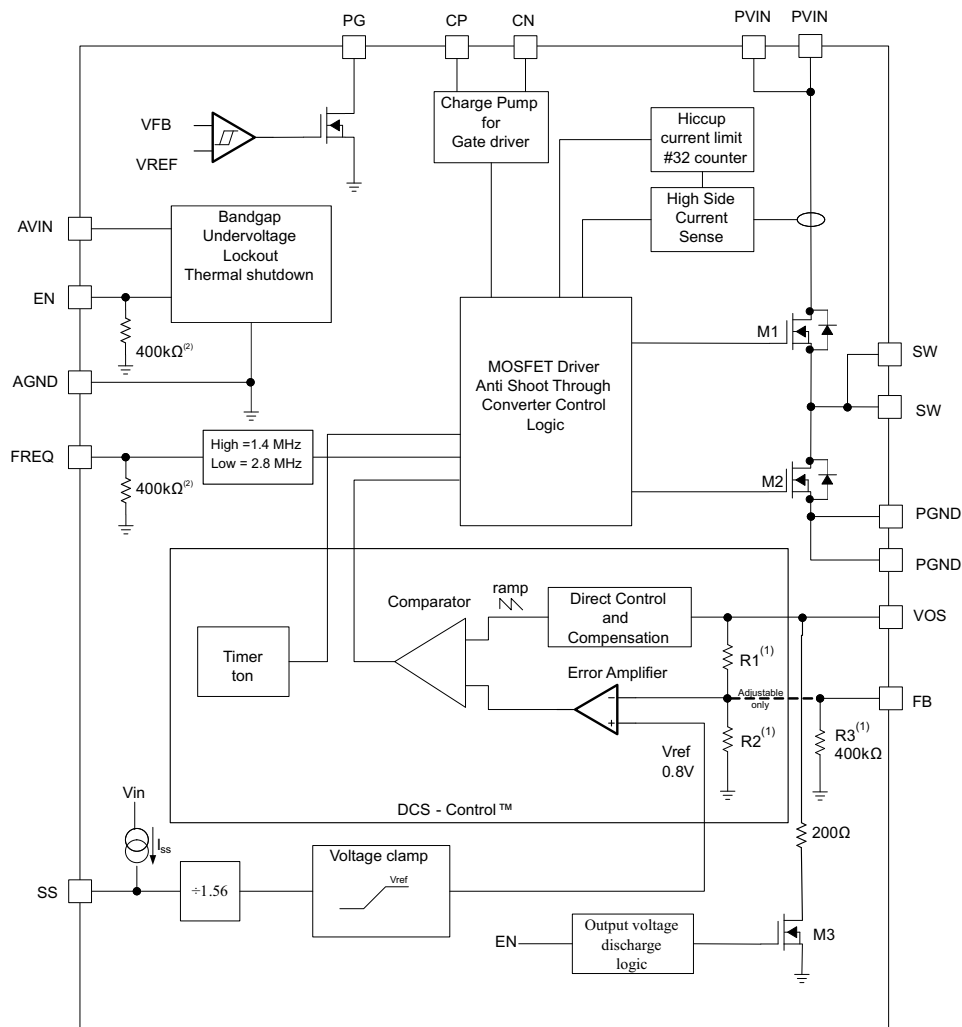 PG
CP
CN
PVIN
PVIN
VFB
VREF
Charge Pump
for
Gate driver
Hiccup
current limit
#32 counter
High Side
Current
Sense
AVIN
Bandgap
Undervoltage
Lockout
Thermal shutdown
EN
400kΩ(2)
AGND
FREQ
High =1.4 MHz
Low = 2.8 MHz
400kΩ(2)
MOSFET Driver
Anti Shoot Through
Converter Control
Logic
M1
SW
SW
M2
PGND
PGND
Timer
ton
Comparator
ramp
Direct Control
and
Compensation
VOS
R1(1)
Error Amplifier
-
+
Adjustable
only
FB
R2(1)
R3(1)
400kΩ
Vref
0.8V
DCS - Control™
200Ω
Vin
Iss
SS
÷1.56
Voltage clamp
Vref
EN
Output voltage
discharge
logic
M3